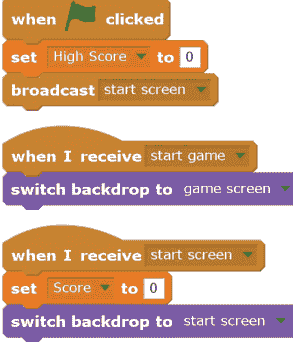 when clicked
set High Score to 0
broadcast start screen
when I receive start game
switch backdrop to game screen
when I receive start screen
set Score to 0
switch backdrop to start screen